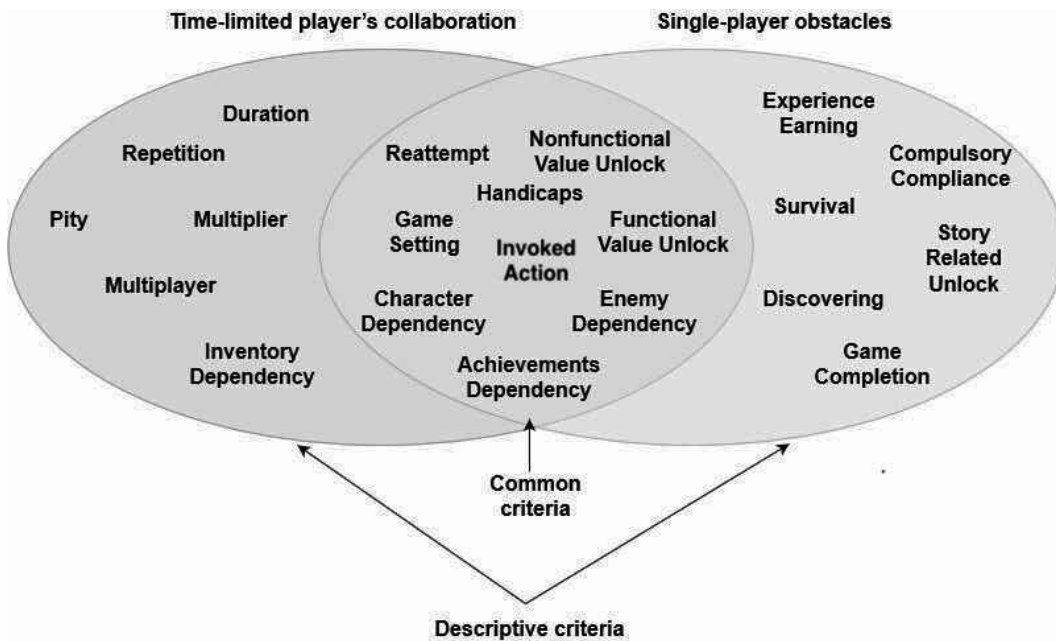 Time-limited player's collaboration
Single-player obstacles
Duration
Repetition
Pity
Multiplier
Multiplayer
Inventory
Dependency
Reattempt
Nonfunctional
Value Unlock
Handicaps
Game
Setting
Functional
Value Unlock
Invoked
Action
Character
Dependency
Enemy
Dependency
Achievements
Dependency
Experience
Earning
Compulsory
Compliance
Survival
Story
Related
Unlock
Discovering
Game
Completion
Common
criteria
Descriptive criteria